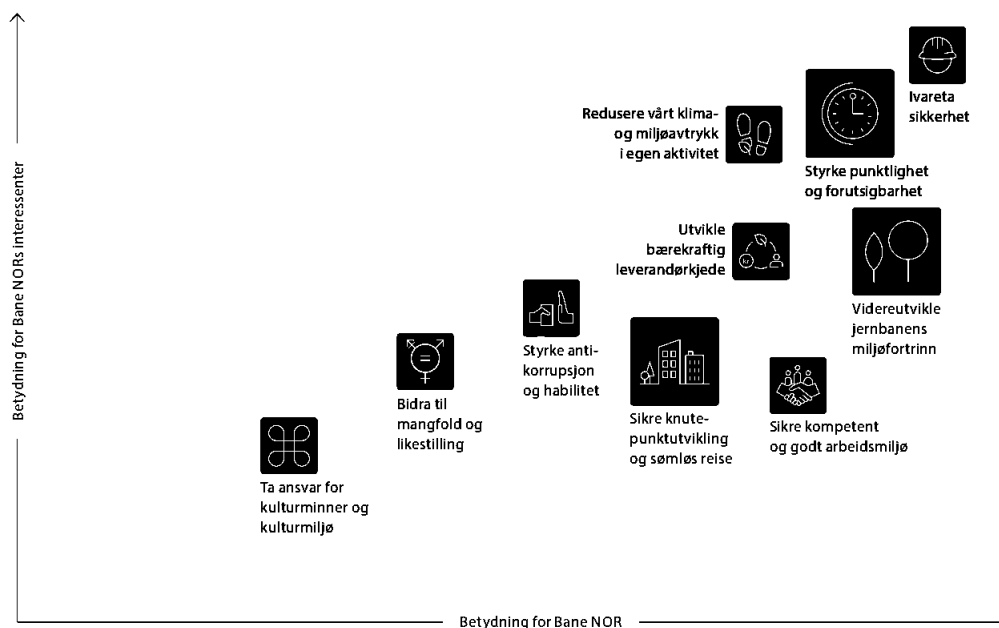 Betydning for Bane NORs interessenter
Ivareta
sikkerhet
Redusere vårt klima-
og miljøavtrykk
i egen aktivitet
Styrke punktlighet
og forutsigbarhet
Utvikle
bærekraftig
leverandørkjede
kr
Videreutvikle
jernbanens
miljøfortrinn
Styrke anti-
korrupsjon
og habilitet
Bidra til
mangfold og
likestilling
Sikre knute-
punktutvikling
og sømløs reise
Sikre kompetent
og godt arbeidsmiljø
Ta ansvar for
kulturminner og
kulturmiljø
Betydning for Bane NOR